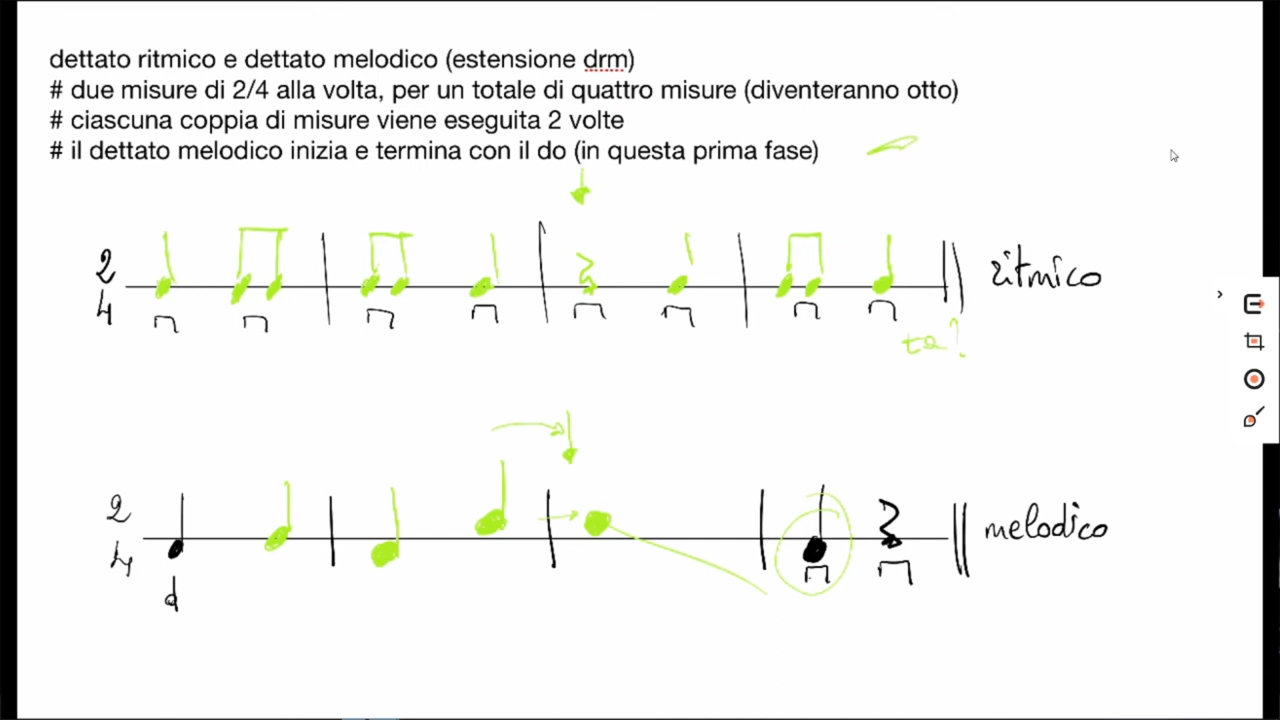 dettato ritmico e dettato melodico (estensione drm)
# due misure di 2/4 alla volta, per un totale di quattro misure (diventeranno otto)
# ciascuna coppia di misure viene eseguita 2 volte
# il dettato melodico inizia e termina con il do (in questa prima fase)
2
4
ritmico
ta?
2
4
melodico
d